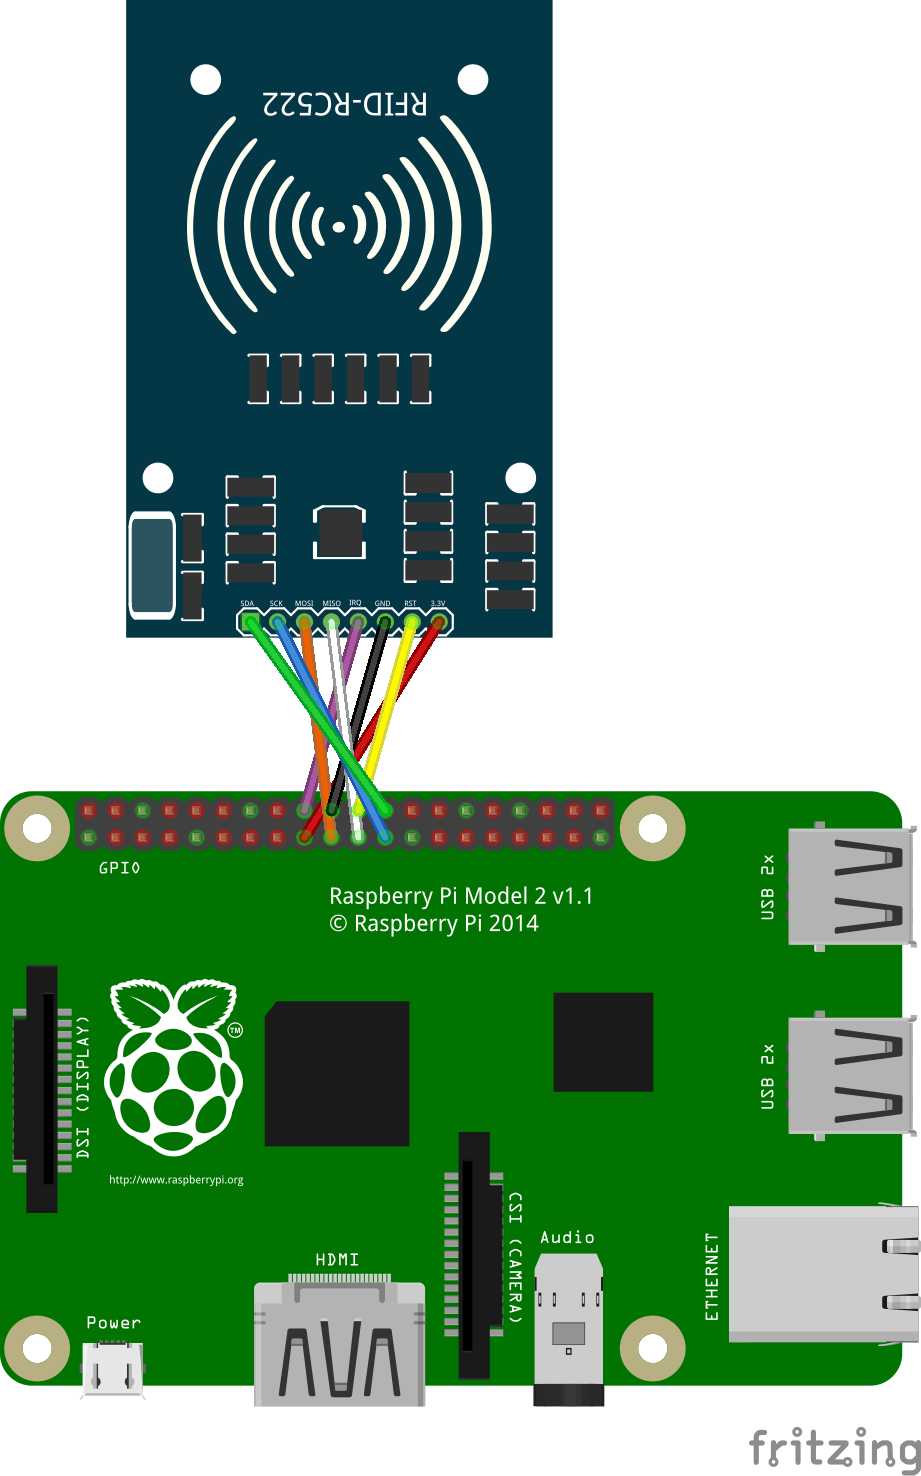 RFID-RC522
SDA SCK MOSI MISO IRQ GND RST 3.3V
GPIO
Raspberry Pi Model 2 v1.1
© Raspberry Pi 2014
USB 2x
TM
DSI (DISPLAY)
USB 2x
http://www.raspberrypi.org
CSI (CAMERA)
Audio
ETHERNET
HDMI
Power
fritzing